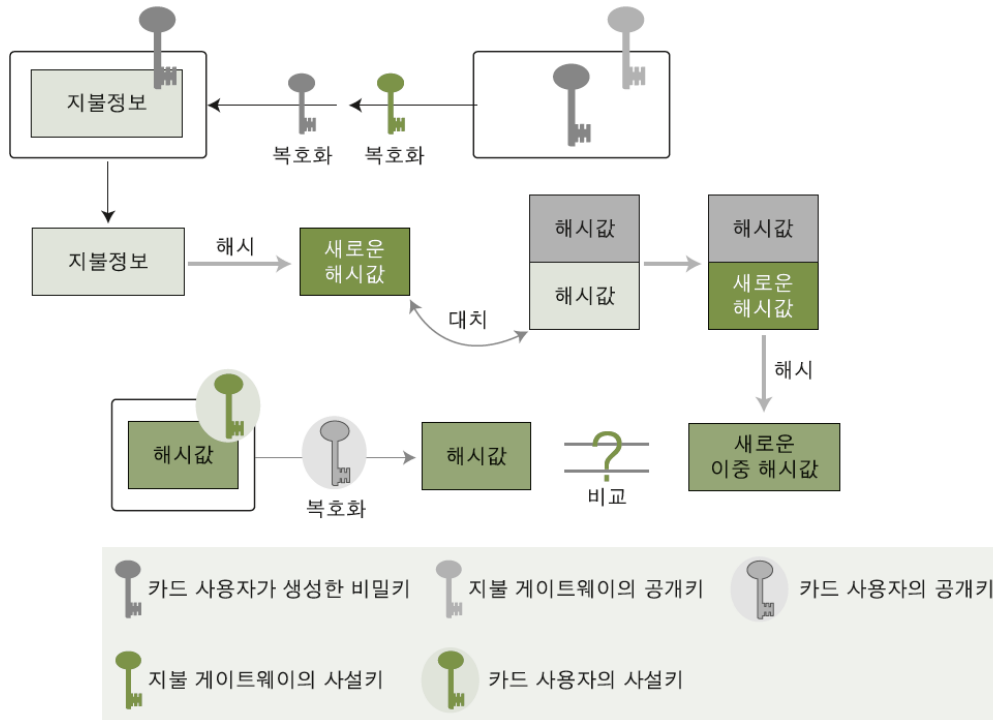 지불정보
복호화
복호화
지불정보
해시
새로운
해시값
대치
해시값
해시값
해시값
새로운
해시값
해시
해시값
복호화
해시값
?
비교
새로운
이중 해시값
카드 사용자가 생성한 비밀키
지불 게이트웨이의 공개키
카드 사용자의 공개키
지불 게이트웨이의 사설키
카드 사용자의 사설키